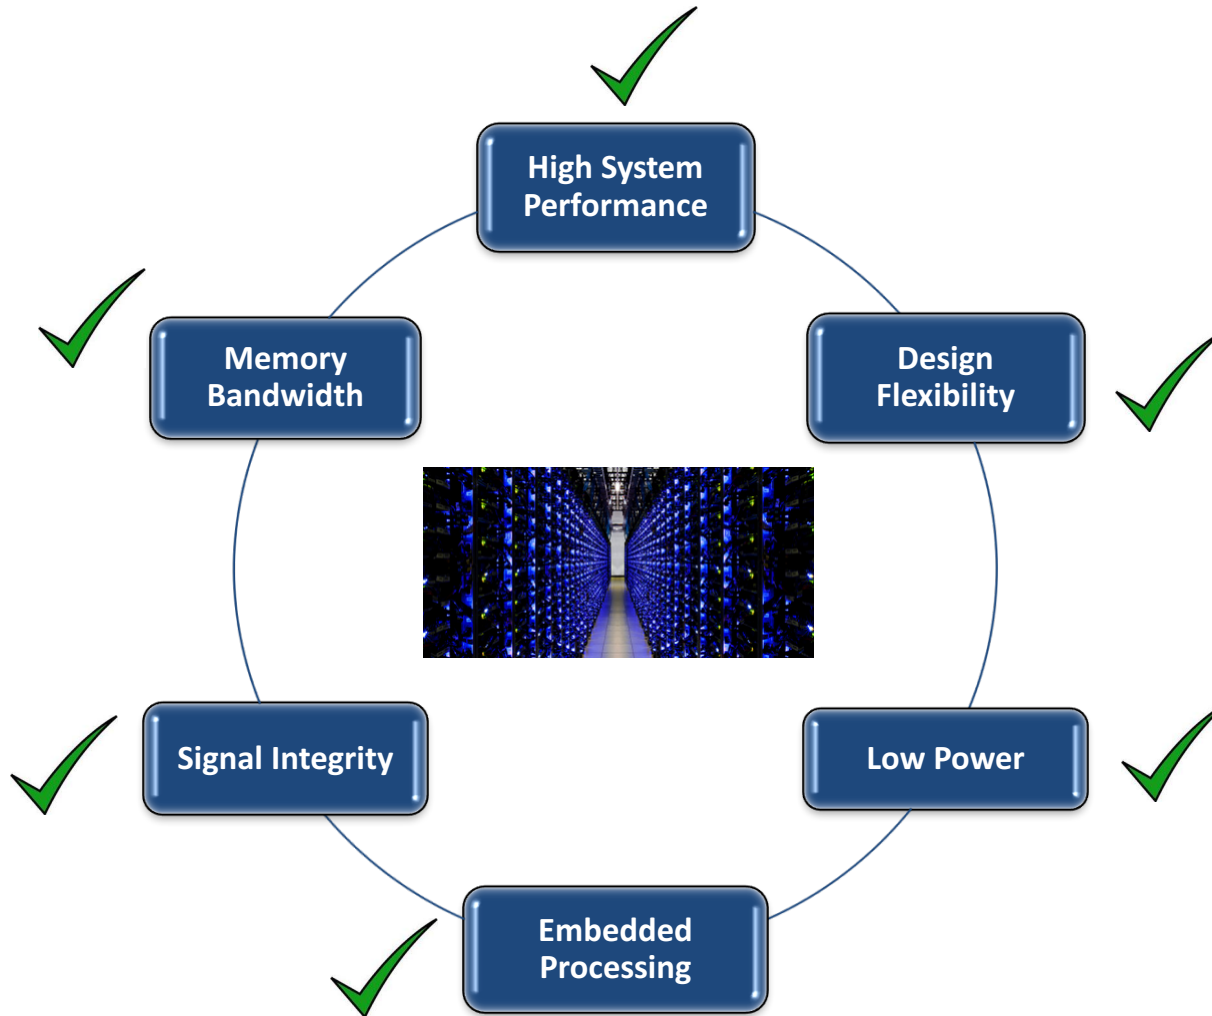 High System
Performance
Memory
Bandwidth
Design
Flexibility
Signal Integrity
Low Power
Embedded
Processing